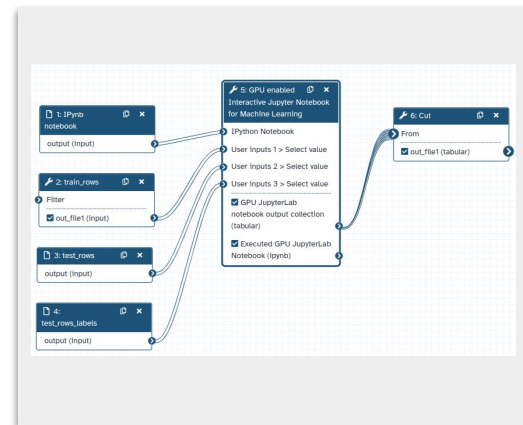 1: IPynb
notebook
output (Input)
2: train_rows
Filter
out_file1 (input)
3: test_rows
output (Input)
4:
test_rows_labels
output (Input)
5: GPU enabled
Interactive Jupyter Notebook
for Machine Learning
IPython Notebook
User inputs 1 > Select value
User inputs 2 > Select value
User inputs 3 > Select value
GPU JupyterLab
notebook output collection
(tabular)
Executed GPU JupyterLab
Notebook (ipynb)
6: Cut
From
out_file1 (tabular)